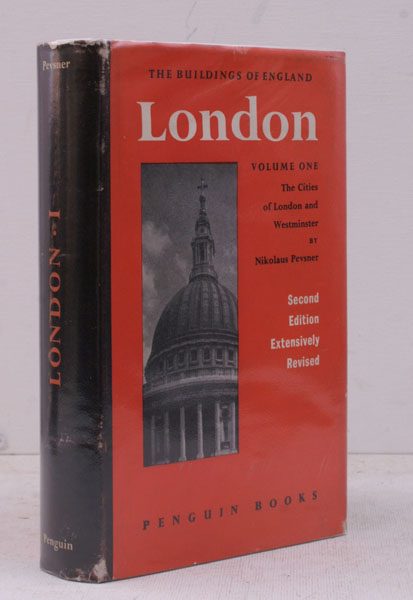 Pevsner
LONDON · I
Penguin
THE BUILDINGS OF ENGLAND
London
VOLUME ONE
The Cities
of London and
Westminster
BY
Nikolaus Pevsner
Second
Edition
Extensively
Revised
PENGUIN BOOKS